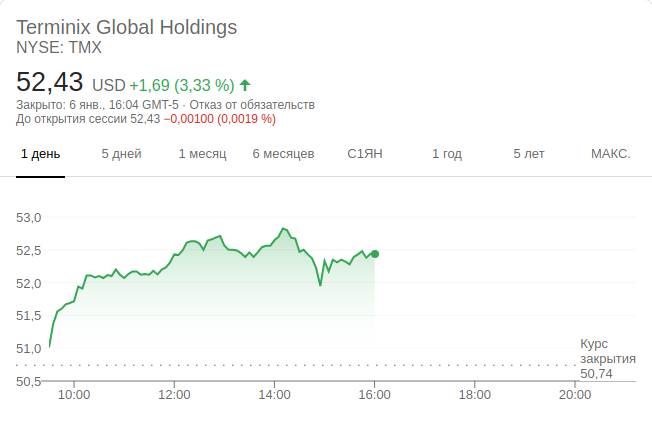 Terminix Global Holdings
NYSE: TMX
52,43 USD +1,69 (3,33 %)
Закрыто: 6 янв., 16:04 GMT-5 · Отказ от обязательств
До открытия сессии 52,43 −0,00100 (0,0019 %)
1 день 5 дней 1 месяц 6 месяцев С1ЯН 1 год 5 лет МАКС.
53,0
52,5
52,0
51,5
51,0
Курс
закрытия
50,74
50,5
10:00 12:00 14:00 16:00 18:00 20:00